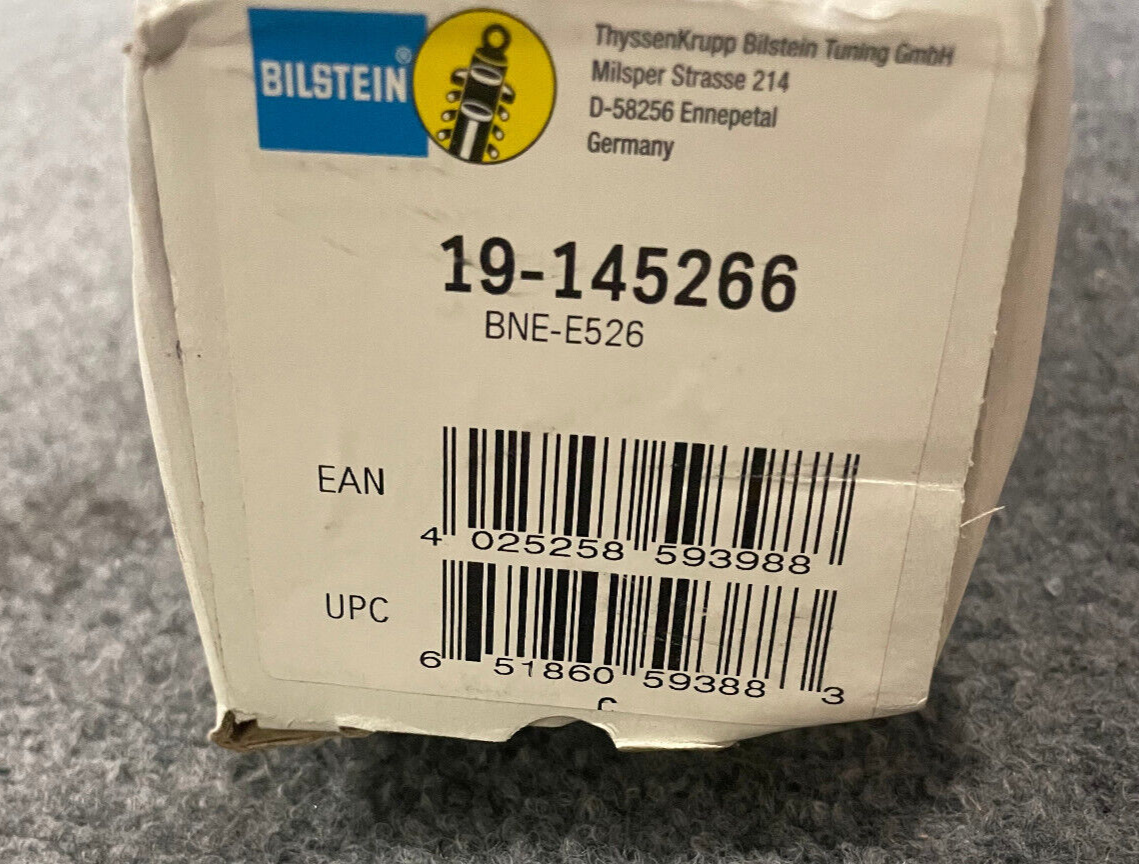 BILSTEIN®
ThyssenKrupp Bilstein Tuning GmbH
Milsper Strasse 214
D-58256 Ennepetal
Germany
19-145266
BNE-E526
EAN
4 025258 593988
UPC
6 51860 59388 3